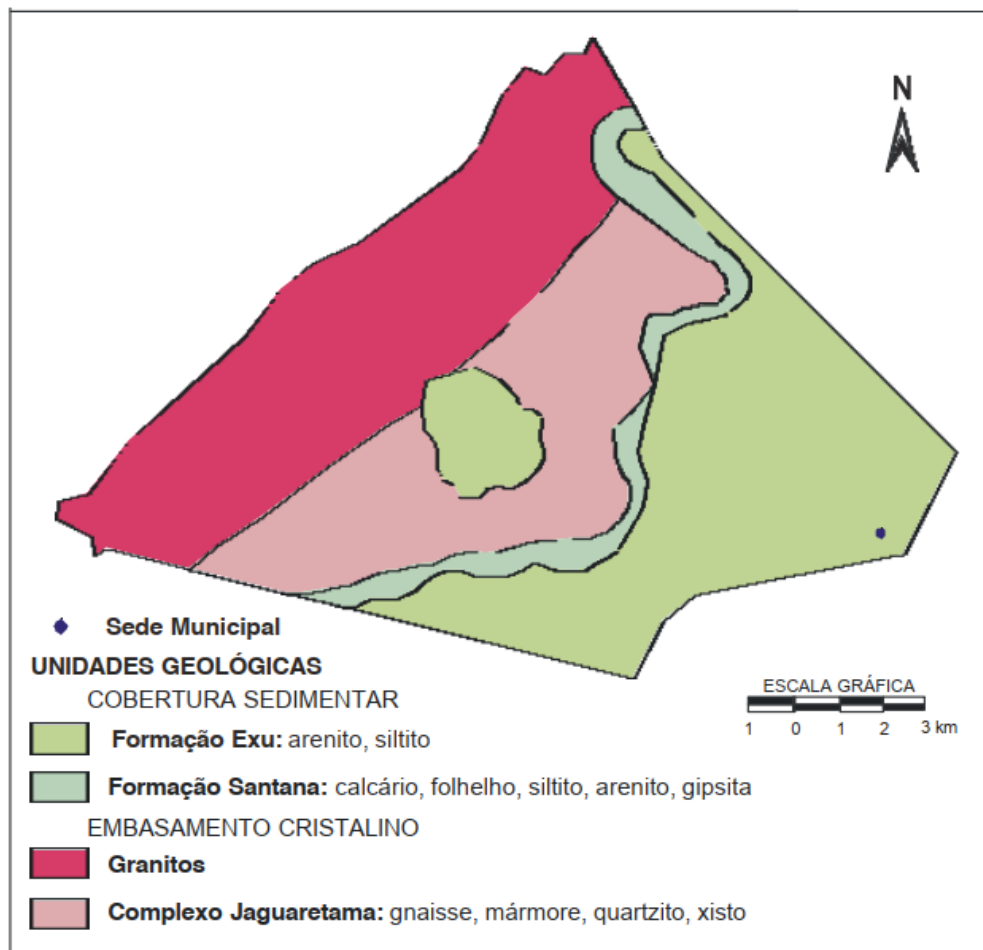 N
Sede Municipal
UNIDADES GEOLÓGICAS
COBERTURA SEDIMENTAR
ESCALA GRÁFICA
1 0 1 2 3 km
Formação Exu: arenito, siltito
Formação Santana: calcário, folhelho, siltito, arenito, gipsita
EMBASAMENTO CRISTALINO
Granitos
Complexo Jaguaretama: gnaisse, mármore, quartzito, xisto